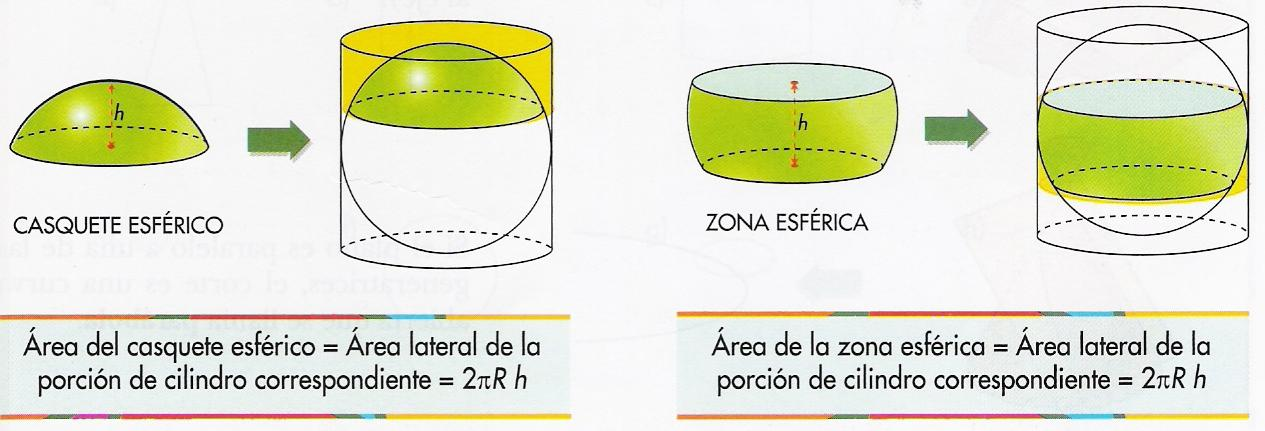 h
CASQUETE ESFÉRICO
Área del casquete esférico = Área lateral de la
porción de cilindro correspondiente = 2πR h
h
ZONA ESFÉRICA
Área de la zona esférica = Área lateral de la
porción de cilindro correspondiente = 2πR h